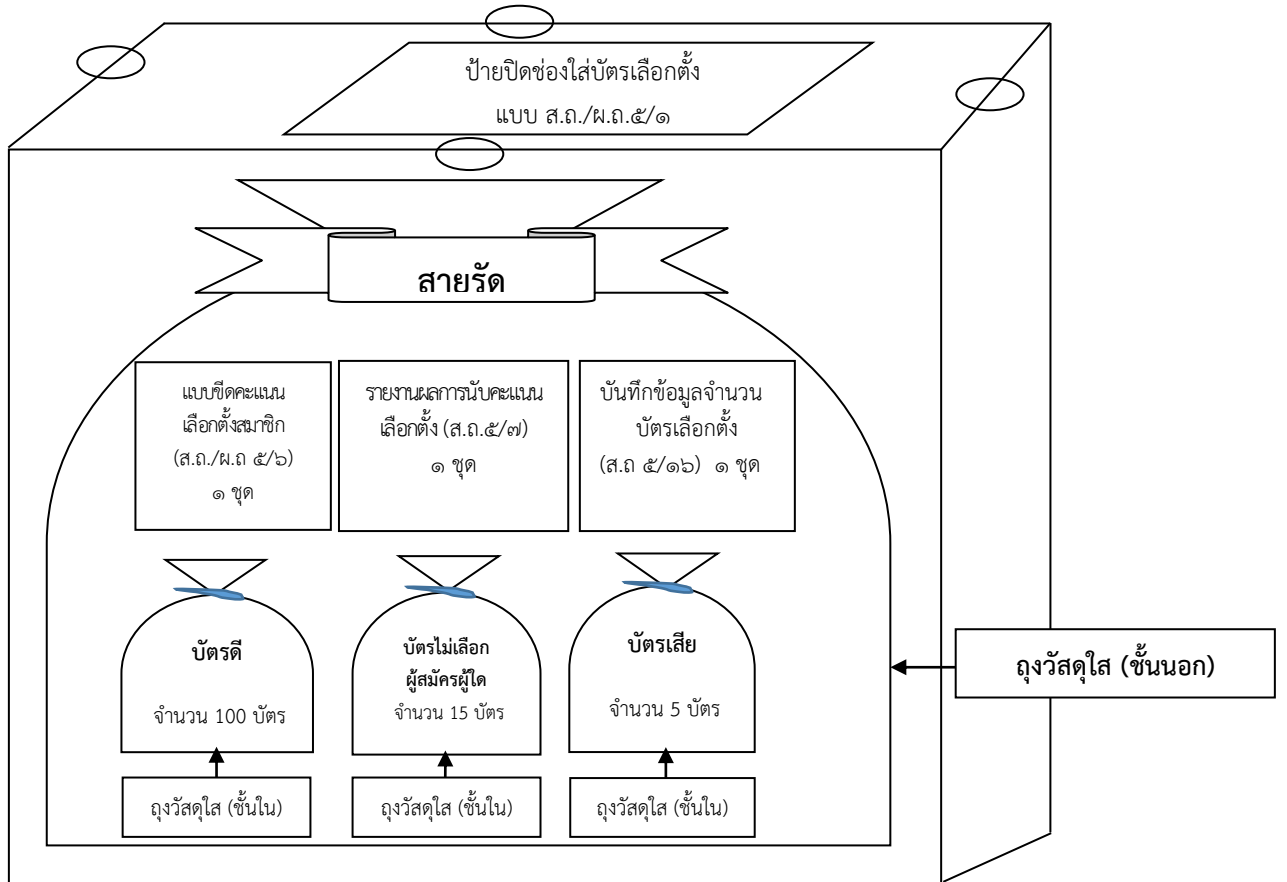 ป้ายปิดช่องใส่บัตรเลือกตั้ง
แบบ ส.ถ./ผ.ถ.๕/๑
สายรัด
แบบขีดคะแนน
เลือกตั้งสมาชิก
(ส.ถ./ผ.ถ ๕/๖)
๑ ชุด
รายงานผลการนับคะแนน
เลือกตั้ง (ส.ถ.๕/๗)
๑ ชุด
บันทึกข้อมูลจำนวน
บัตรเลือกตั้ง
(ส.ถ ๕/๑๖) ๑ ชุด
บัตรดี
จำนวน 100 บัตร
บัตรไม่เลือก
ผู้สมัครผู้ใด
จำนวน 15 บัตร
บัตรเสีย
จำนวน 5 บัตร
ถุงวัสดุใส (ชั้นนอก)
ถุงวัสดุใส (ชั้นใน)
ถุงวัสดุใส (ชั้นใน)
ถุงวัสดุใส (ชั้นใน)